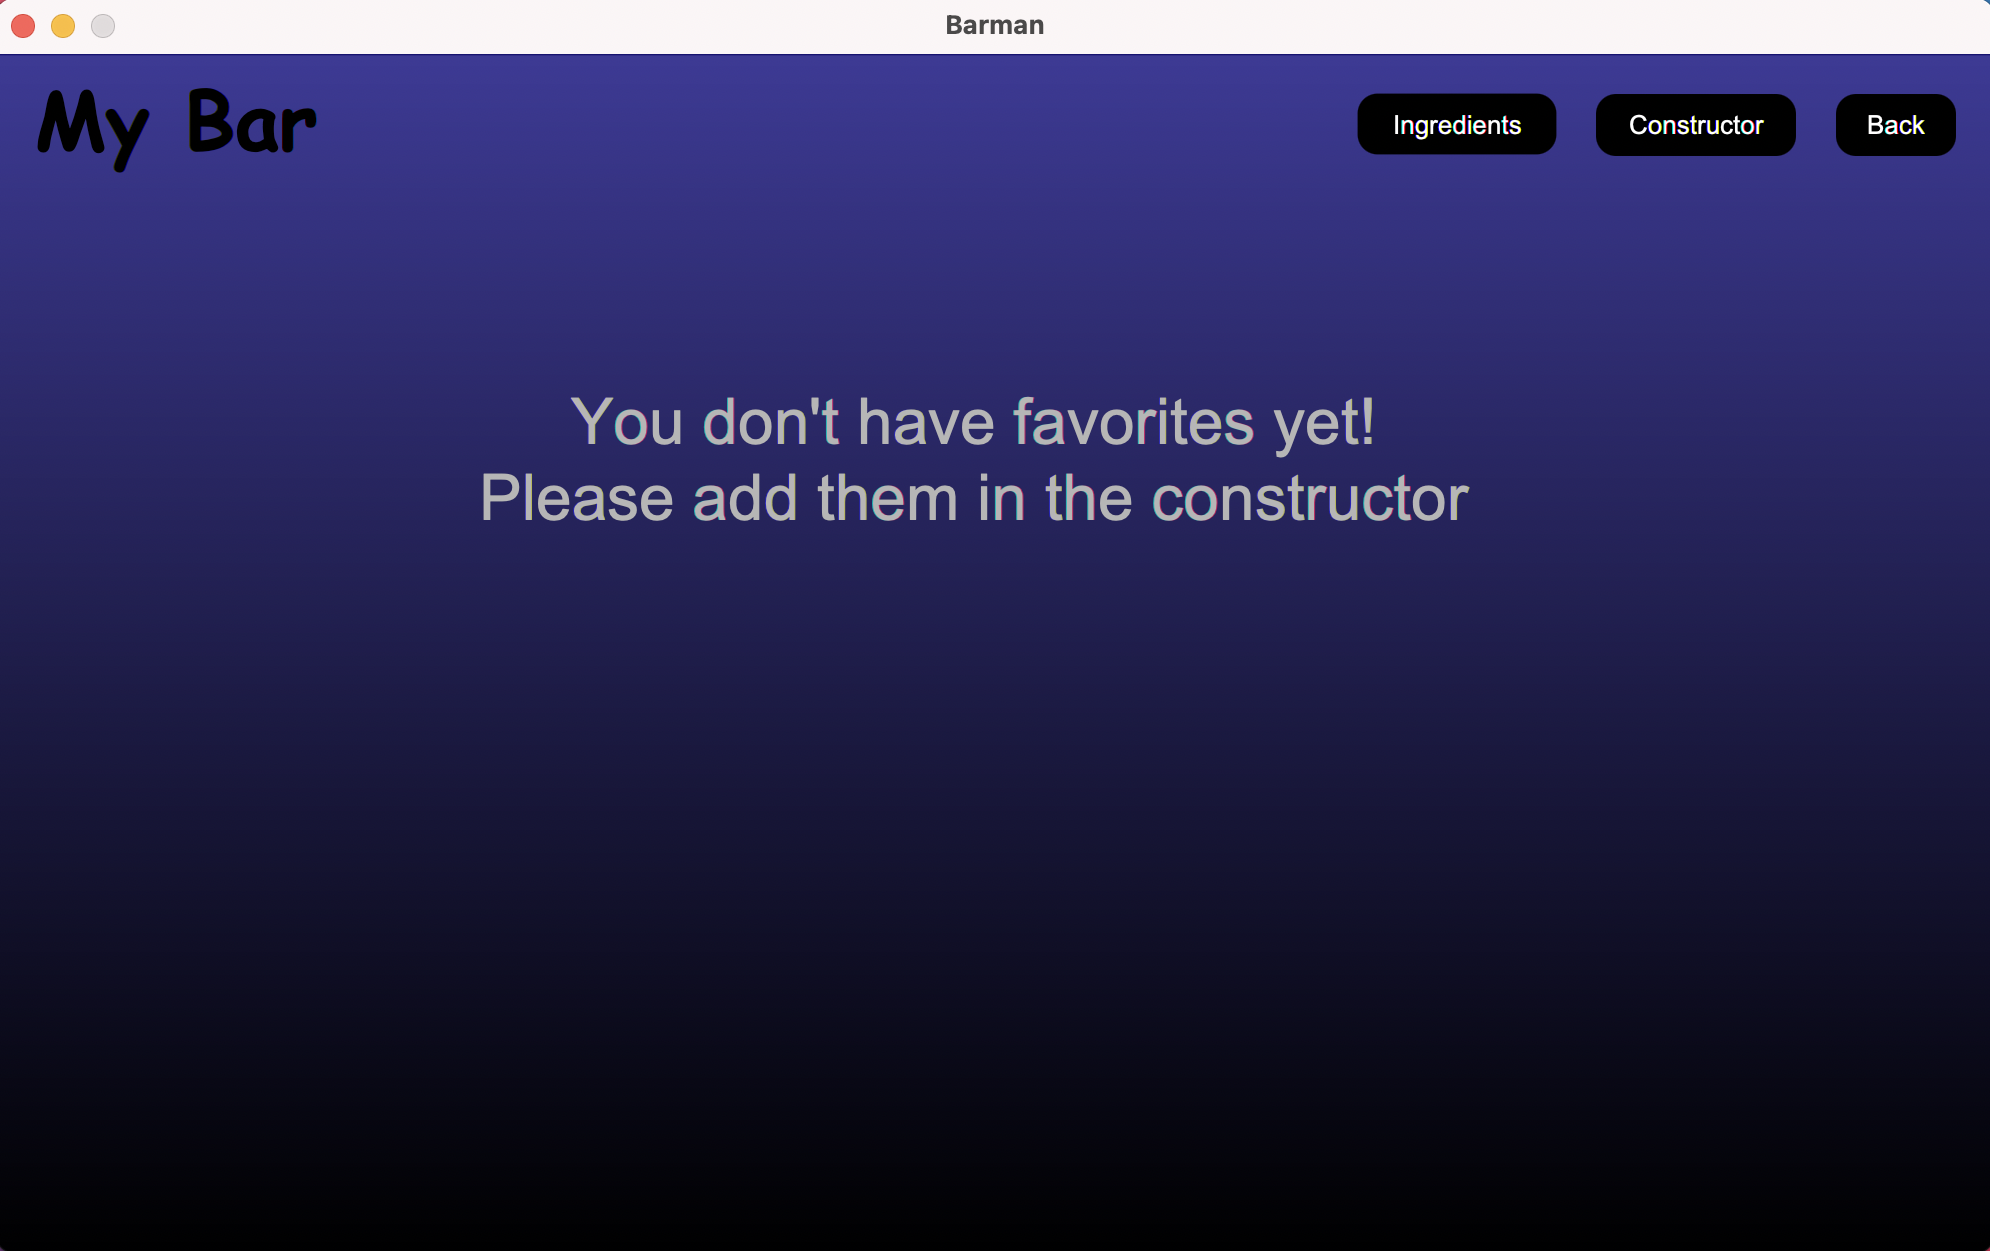 Barman
My Bar
Ingredients
Constructor
Back
You don't have favorites yet!
Please add them in the constructor